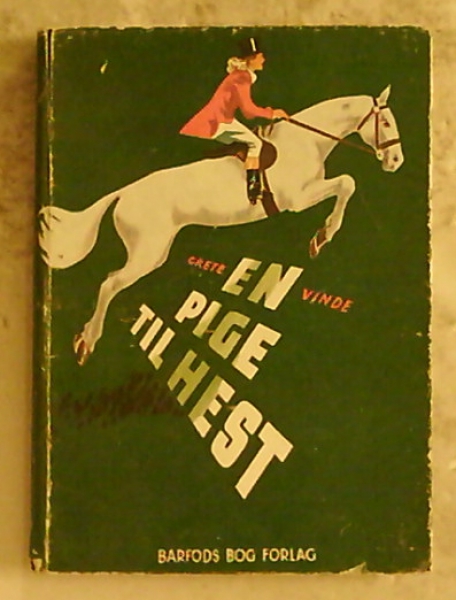 GRETE EN VINDE
PIGE
TIL HEST
BARFODS BOG FORLAG